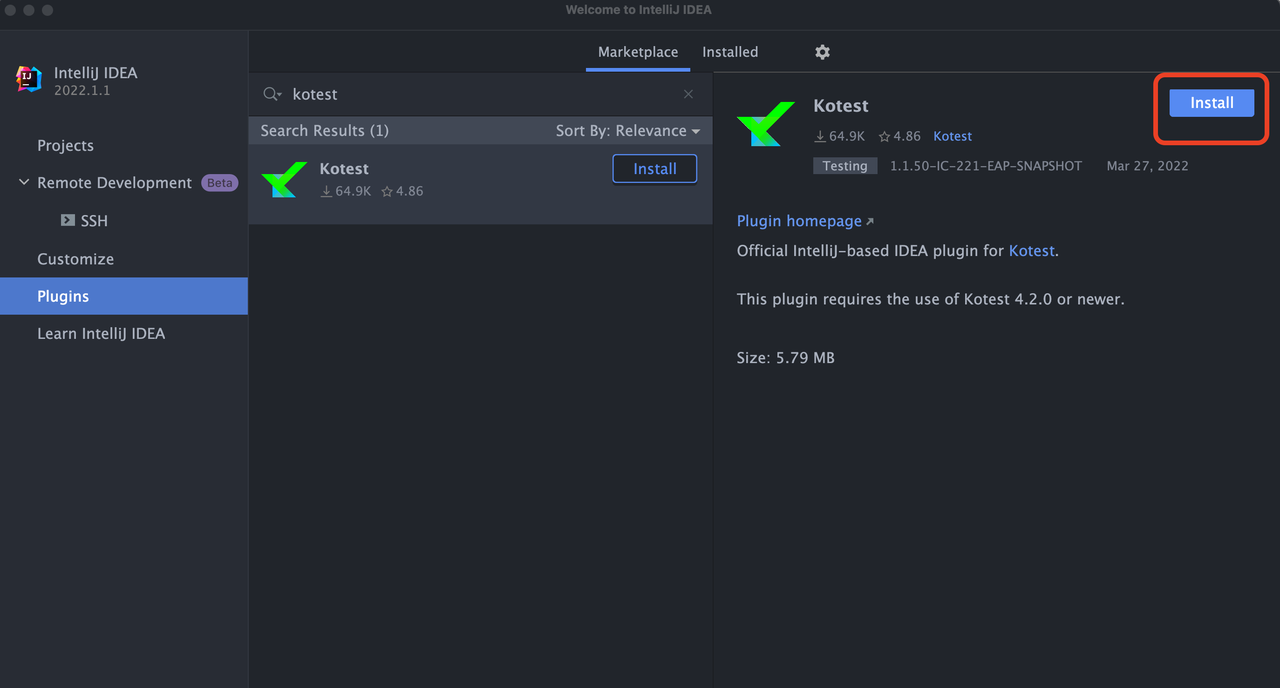 Welcome to IntelliJ IDEA
IJ
IntelliJ IDEA
2022.1.1
Projects
Remote Development Beta
SSH
Customize
Plugins
Learn IntelliJ IDEA
Marketplace Installed
kotest
Search Results (1) Sort By: Relevance
Kotest
64.9K 4.86
Install
Kotest
64.9K 4.86 Kotest
Install
Testing 1.1.50-IC-221-EAP-SNAPSHOT Mar 27, 2022
Plugin homepage
Official IntelliJ-based IDEA plugin for Kotest.
This plugin requires the use of Kotest 4.2.0 or newer.
Size: 5.79 MB